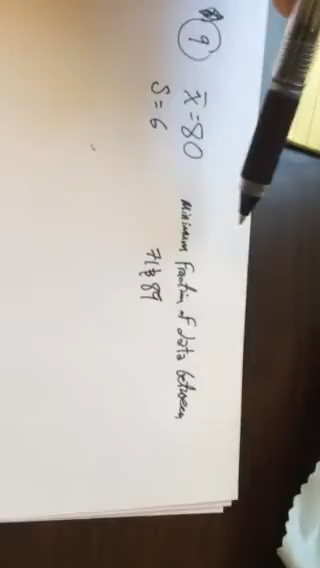 9
x̄ = 80
S = 6
Minimum fraction of data between
71 & 89